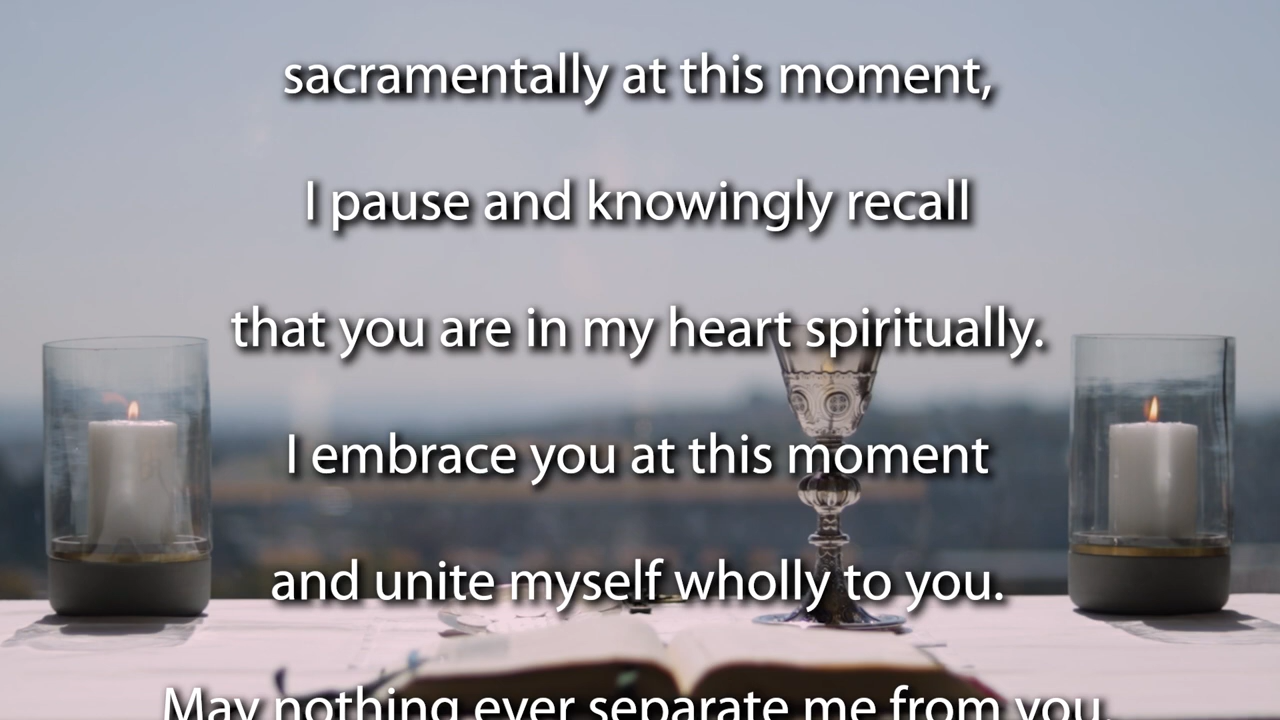 sacramentally at this moment,
I pause and knowingly recall
that you are in my heart spiritually.
I embrace you at this moment
and unite myself wholly to you.
May nothing ever separate me from you.